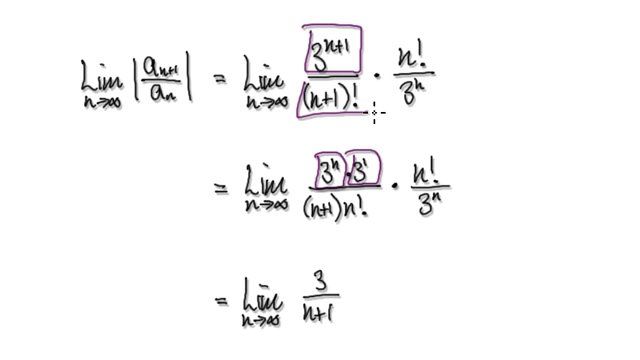 Lim n→∞ |aₙ₊₁/aₙ| = Lim n→∞ 3ⁿ⁺¹/(n+1)! · n!/3ⁿ
= Lim n→∞ 3ⁿ·3¹/(n+1)n! · n!/3ⁿ
= Lim n→∞ 3/n+1